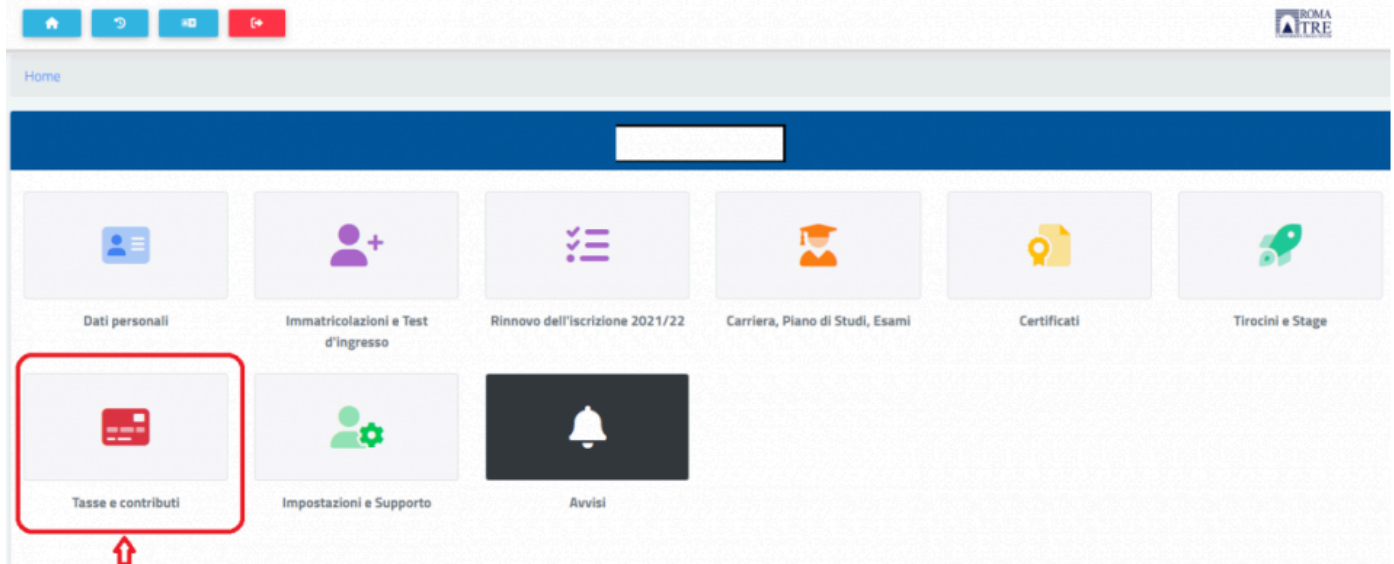 ROMA
TRE
Home
Dati personali
Immatricolazioni e Test
d'ingresso
Rinnovo dell'iscrizione 2021/22
Carriera, Piano di Studi, Esami
Certificati
Tirocini e Stage
Tasse e contributi
Impostazioni e Supporto
Avvisi